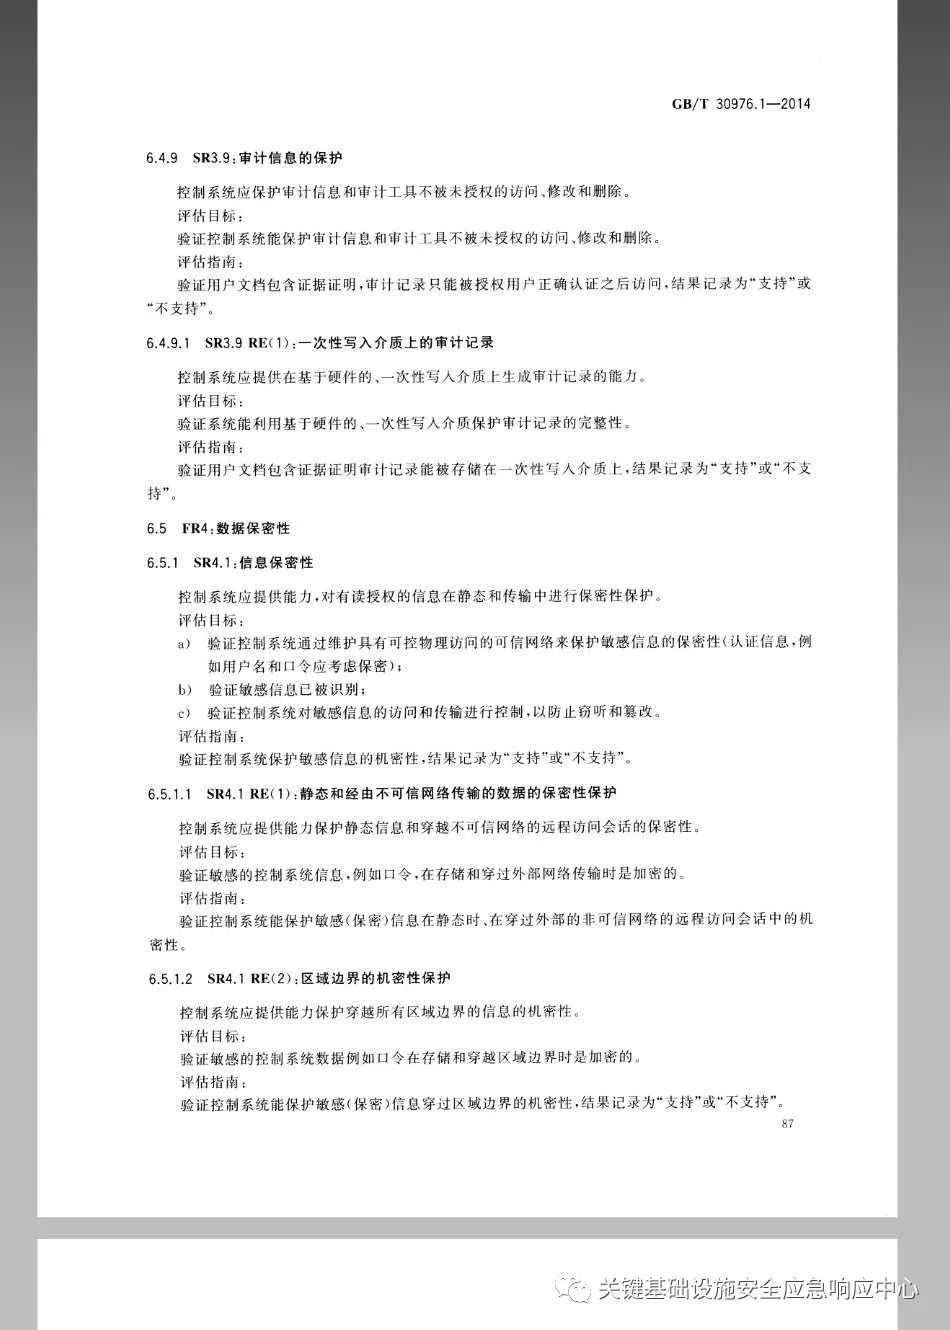 GB/T 30976.1—2014
6.4.9 SR3.9:审计信息的保护
控制系统应保护审计信息和审计工具不被未授权的访问、修改和删除。
评估目标:
验证控制系统能保护审计信息和审计工具不被未授权的访问、修改和删除。
评估指南:
验证用户文档包含证据证明,审计记录只能被授权用户正确认证之后访问,结果记录为“支持”或
“不支持”。
6.4.9.1 SR3.9 RE(1):一次性写入介质上的审计记录
控制系统应提供在基于硬件的、一次性写入介质上生成审计记录的能力。
评估目标:
验证系统能利用基于硬件的、一次性写入介质保护审计记录的完整性。
评估指南:
验证用户文档包含证据证明审计记录能被存储在一次性写入介质上,结果记录为“支持”或“不支
持”。
6.5 FR4:数据保密性
6.5.1 SR4.1:信息保密性
控制系统应提供能力,对有读授权的信息在静态和传输中进行保密性保护。
评估目标:
a) 验证控制系统通过维护具有可控物理访问的可信网络来保护敏感信息的保密性(认证信息,例
如用户名和口令应考虑保密);
b) 验证敏感信息已被识别;
c) 验证控制系统对敏感信息的访问和传输进行控制,以防止窃听和篡改。
评估指南:
验证控制系统保护敏感信息的机密性,结果记录为“支持”或“不支持”。
6.5.1.1 SR4.1 RE(1):静态和经由不可信网络传输的数据的保密性保护
控制系统应提供能力保护静态信息和穿越不可信网络的远程访问会话的保密性。
评估目标:
验证敏感的控制系统信息,例如口令,在存储和穿过外部网络传输时是加密的。
评估指南:
验证控制系统能保护敏感(保密)信息在静态时、在穿过外部的非可信网络的远程访问会话中的机
密性。
6.5.1.2 SR4.1 RE(2):区域边界的机密性保护
控制系统应提供能力保护穿越所有区域边界的信息的机密性。
评估目标:
验证敏感的控制系统数据例如口令在存储和穿越区域边界时是加密的。
评估指南:
验证控制系统能保护敏感(保密)信息穿过区域边界的机密性,结果记录为“支持”或“不支持”。
87
关键基础设施安全应急响应中心